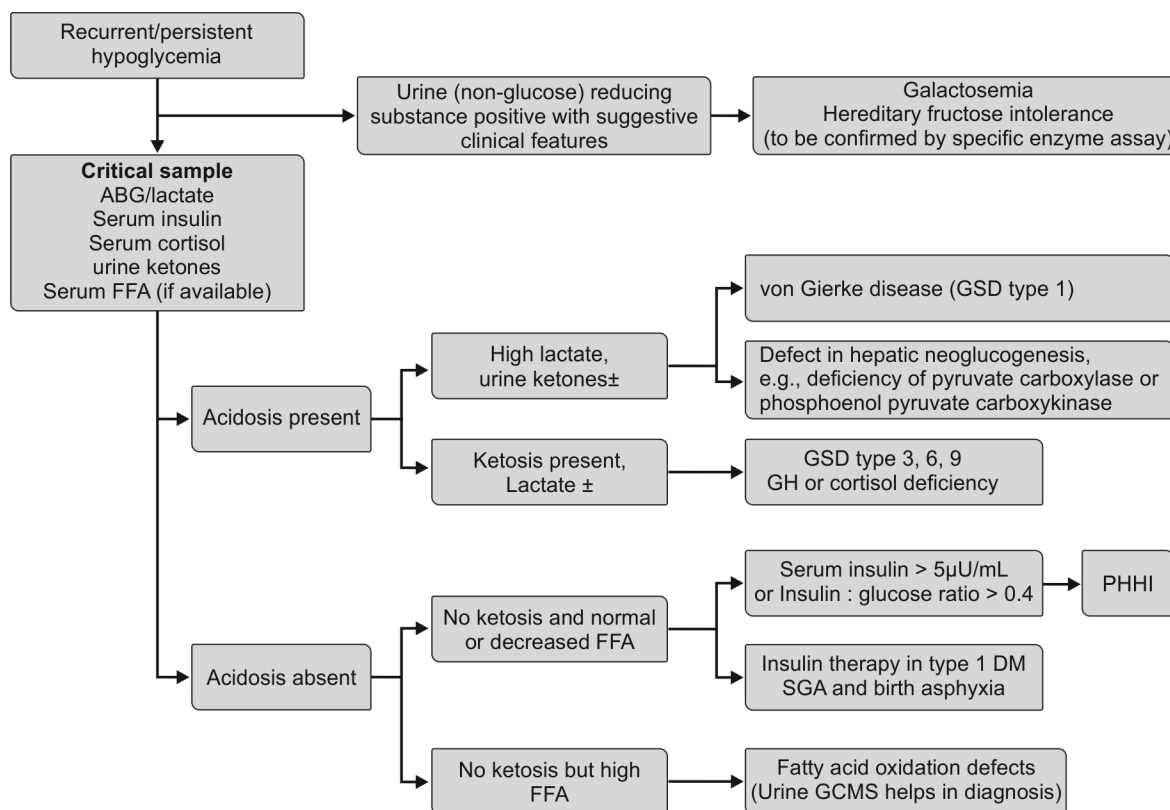 Recurrent/persistent
hypoglycemia
Urine (non-glucose) reducing
substance positive with suggestive
clinical features
Galactosemia
Hereditary fructose intolerance
(to be confirmed by specific enzyme assay)
Critical sample
ABG/lactate
Serum insulin
Serum cortisol
urine ketones
Serum FFA (if available)
Acidosis present
High lactate,
urine ketones±
von Gierke disease (GSD type 1)
Defect in hepatic neoglucogenesis,
e.g., deficiency of pyruvate carboxylase or
phosphoenol pyruvate carboxykinase
Ketosis present,
Lactate ±
GSD type 3, 6, 9
GH or cortisol deficiency
Acidosis absent
No ketosis and normal
or decreased FFA
Serum insulin > 5µU/mL
or Insulin : glucose ratio > 0.4
PHHI
Insulin therapy in type 1 DM
SGA and birth asphyxia
No ketosis but high
FFA
Fatty acid oxidation defects
(Urine GCMS helps in diagnosis)